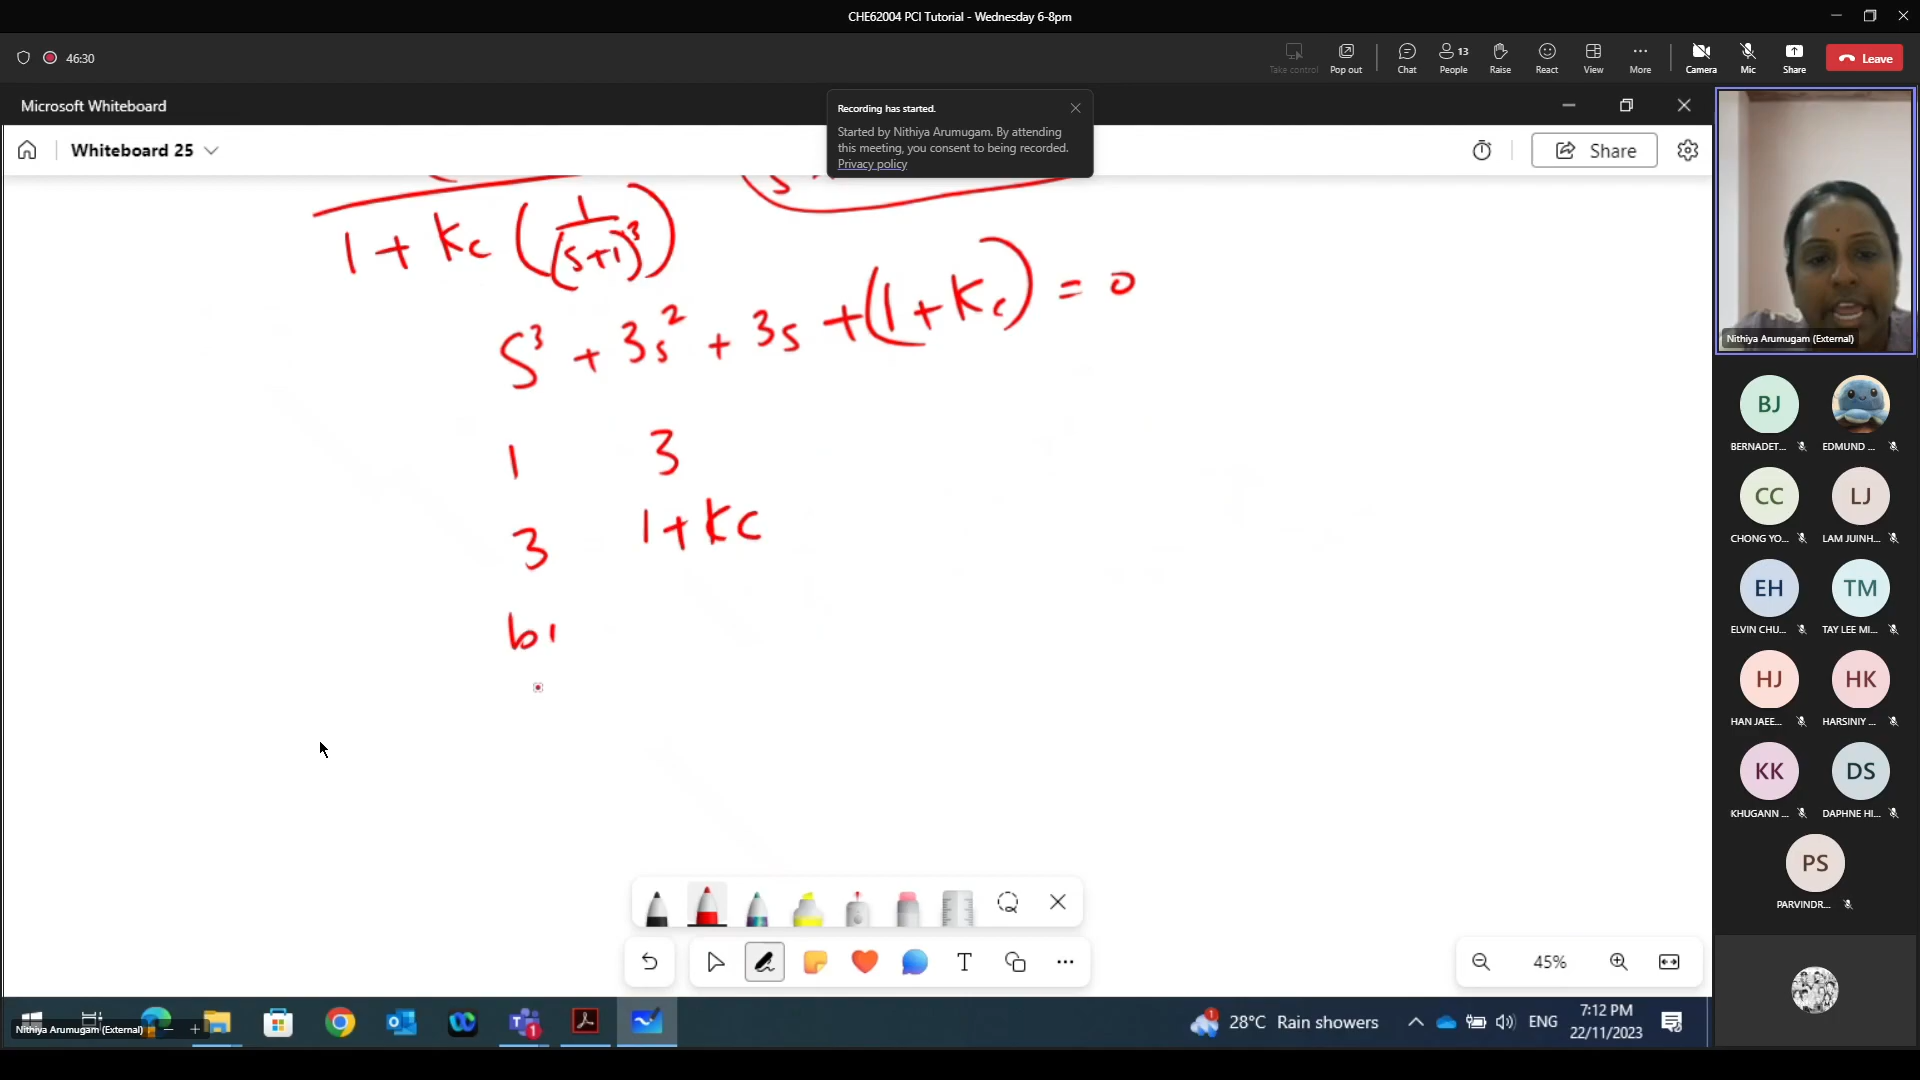 CHE62004 PCI Tutorial - Wednesday 6-8pm
46:30
Take control
Pop out
Chat
13
People
Raise
React
View
More
Camera
Mic
Share
Leave
Microsoft Whiteboard
Recording has started.
Started by Nithiya Arumugam. By attending
this meeting, you consent to being recorded.
Privacy policy
Whiteboard 25
Share
1 + Kc (1/(s+1)^3)
S^3 + 3s^2 + 3s + (1+Kc) = 0
1 3
3 1+Kc
b1
Nithiya Arumugam (External)
BJ
BERNADET...
EDMUND ...
CC
CHONG YO...
LJ
LAM JUINH...
EH
ELVIN CHU...
TM
TAY LEE MI...
HJ
HAN JAEE...
HK
HARSINIY ...
KK
KHUGANN ...
DS
DAPHNE HI...
PS
PARVINDR...
T
45%
Nithiya Arumugam (External)
1
1
28°C Rain showers
ENG
7:12 PM
22/11/2023